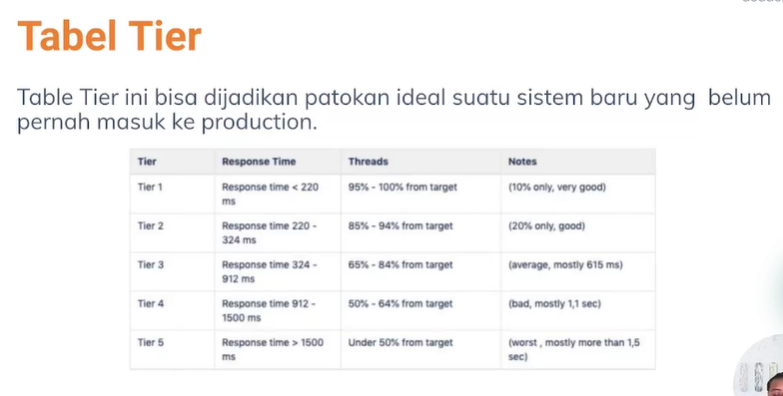 Tabel Tier
Table Tier ini bisa dijadikan patokan ideal suatu sistem baru yang belum
pernah masuk ke production.
Tier Response Time Threads Notes
Tier 1 Response time < 220 95% - 100% from target (10% only, very good)
ms
Tier 2 Response time 220 - 85% - 94% from target (20% only, good)
324 ms
Tier 3 Response time 324 - 65% - 84% from target (average, mostly 615 ms)
912 ms
Tier 4 Response time 912 - 50% - 64% from target (bad, mostly 1,1 sec)
1500 ms
Tier 5 Response time > 1500 Under 50% from target (worst , mostly more than 1,5
ms sec)